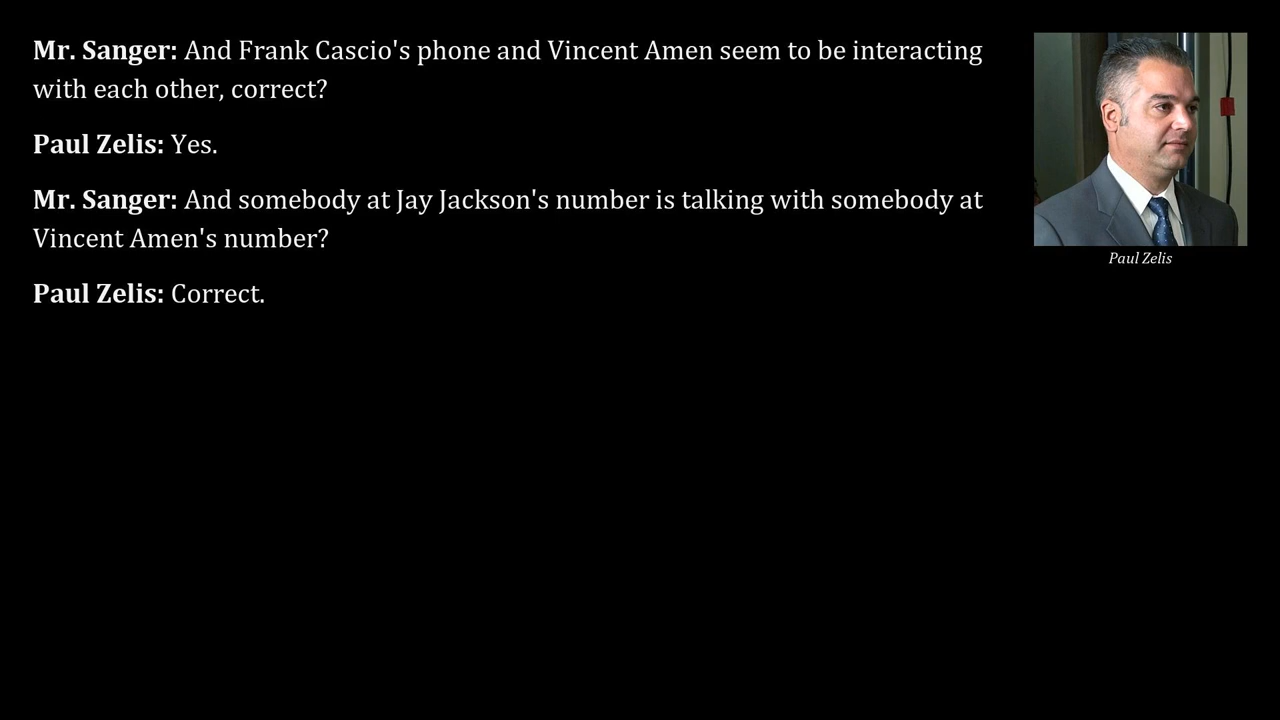 Mr. Sanger: And Frank Cascio's phone and Vincent Amen seem to be interacting
with each other, correct?
Paul Zelis: Yes.
Mr. Sanger: And somebody at Jay Jackson's number is talking with somebody at
Vincent Amen's number?
Paul Zelis: Correct.
Paul Zelis